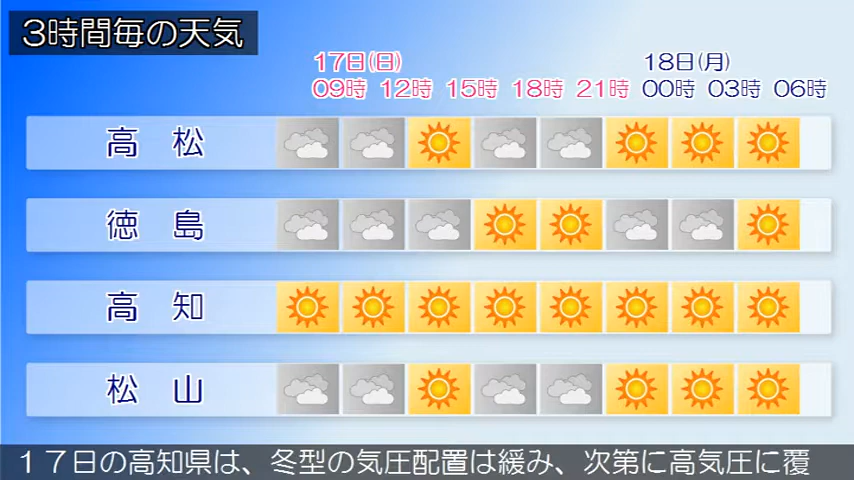 3時間毎の天気
17日(日) 18日(月)
09時 12時 15時 18時 21時 00時 03時 06時
高 松
徳 島
高 知
松 山
１７日の高知県は、冬型の気圧配置は緩み、次第に高気圧に覆